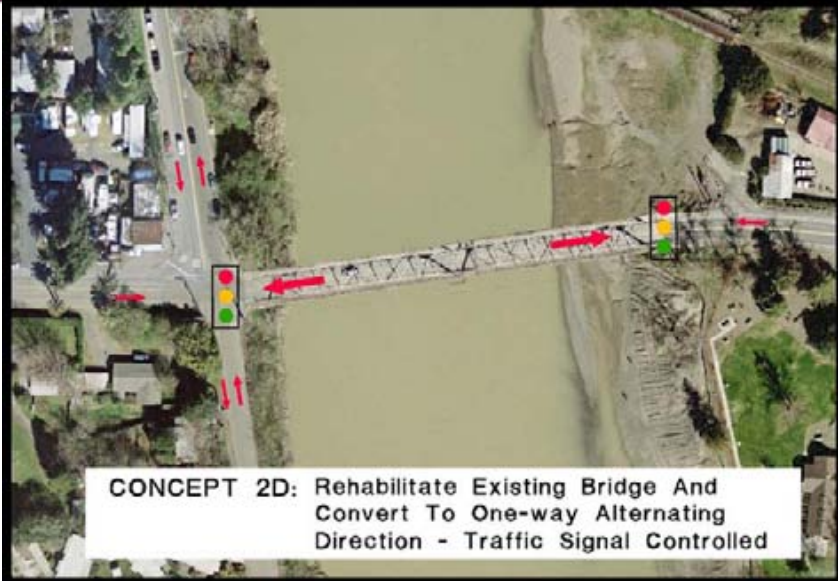 CONCEPT 2D: Rehabilitate Existing Bridge And
Convert To One-way Alternating
Direction - Traffic Signal Controlled